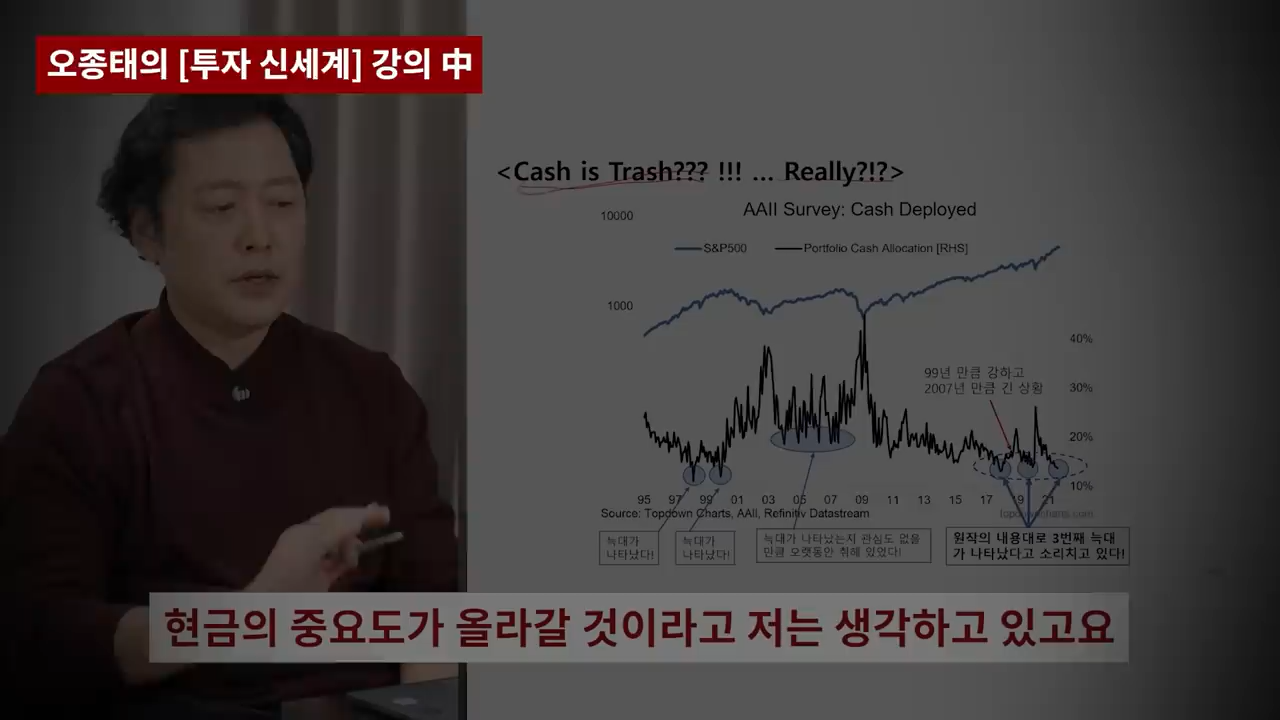 오종태의 [투자 신세계] 강의 中
<Cash is Trash??? !!! ... Really?!?>
AAII Survey: Cash Deployed
10000
S&P500
Portfolio Cash Allocation [RHS]
1000
40%
99년 만큼 강하고
2007년 만큼 긴 상황
30%
20%
10%
95 97 99 01 03 05 07 09 11 13 15 17 19 21
Source: Topdown Charts, AAII, Refinitiv Datastream
topdowncharts.com
늑대가
나타났다!
늑대가
나타났다!
늑대가 나타났는지 관심도 없을
만큼 오랫동안 취해 있었다!
원작의 내용대로 3번째 늑대
가 나타났다고 소리치고 있다!
현금의 중요도가 올라갈 것이라고 저는 생각하고 있고요